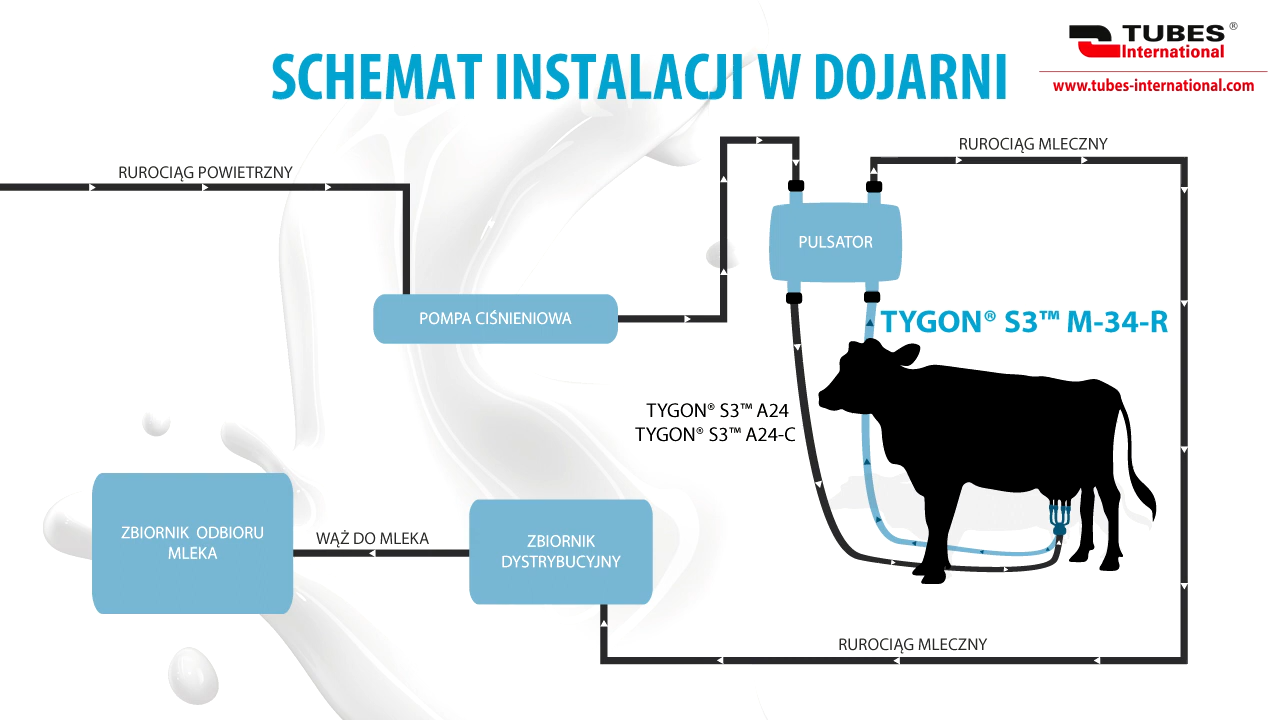 TUBES®
International
www.tubes-international.com
SCHEMAT INSTALACJI W DOJARNI
RUROCIĄG POWIETRZNY
RUROCIĄG MLECZNY
PULSATOR
POMPA CIŚNIENIOWA
TYGON® S3™ M-34-R
TYGON® S3™ A24
TYGON® S3™ A24-C
ZBIORNIK ODBIORU
MLEKA
WĄŻ DO MLEKA
ZBIORNIK
DYSTRYBUCYJNY
RUROCIĄG MLECZNY